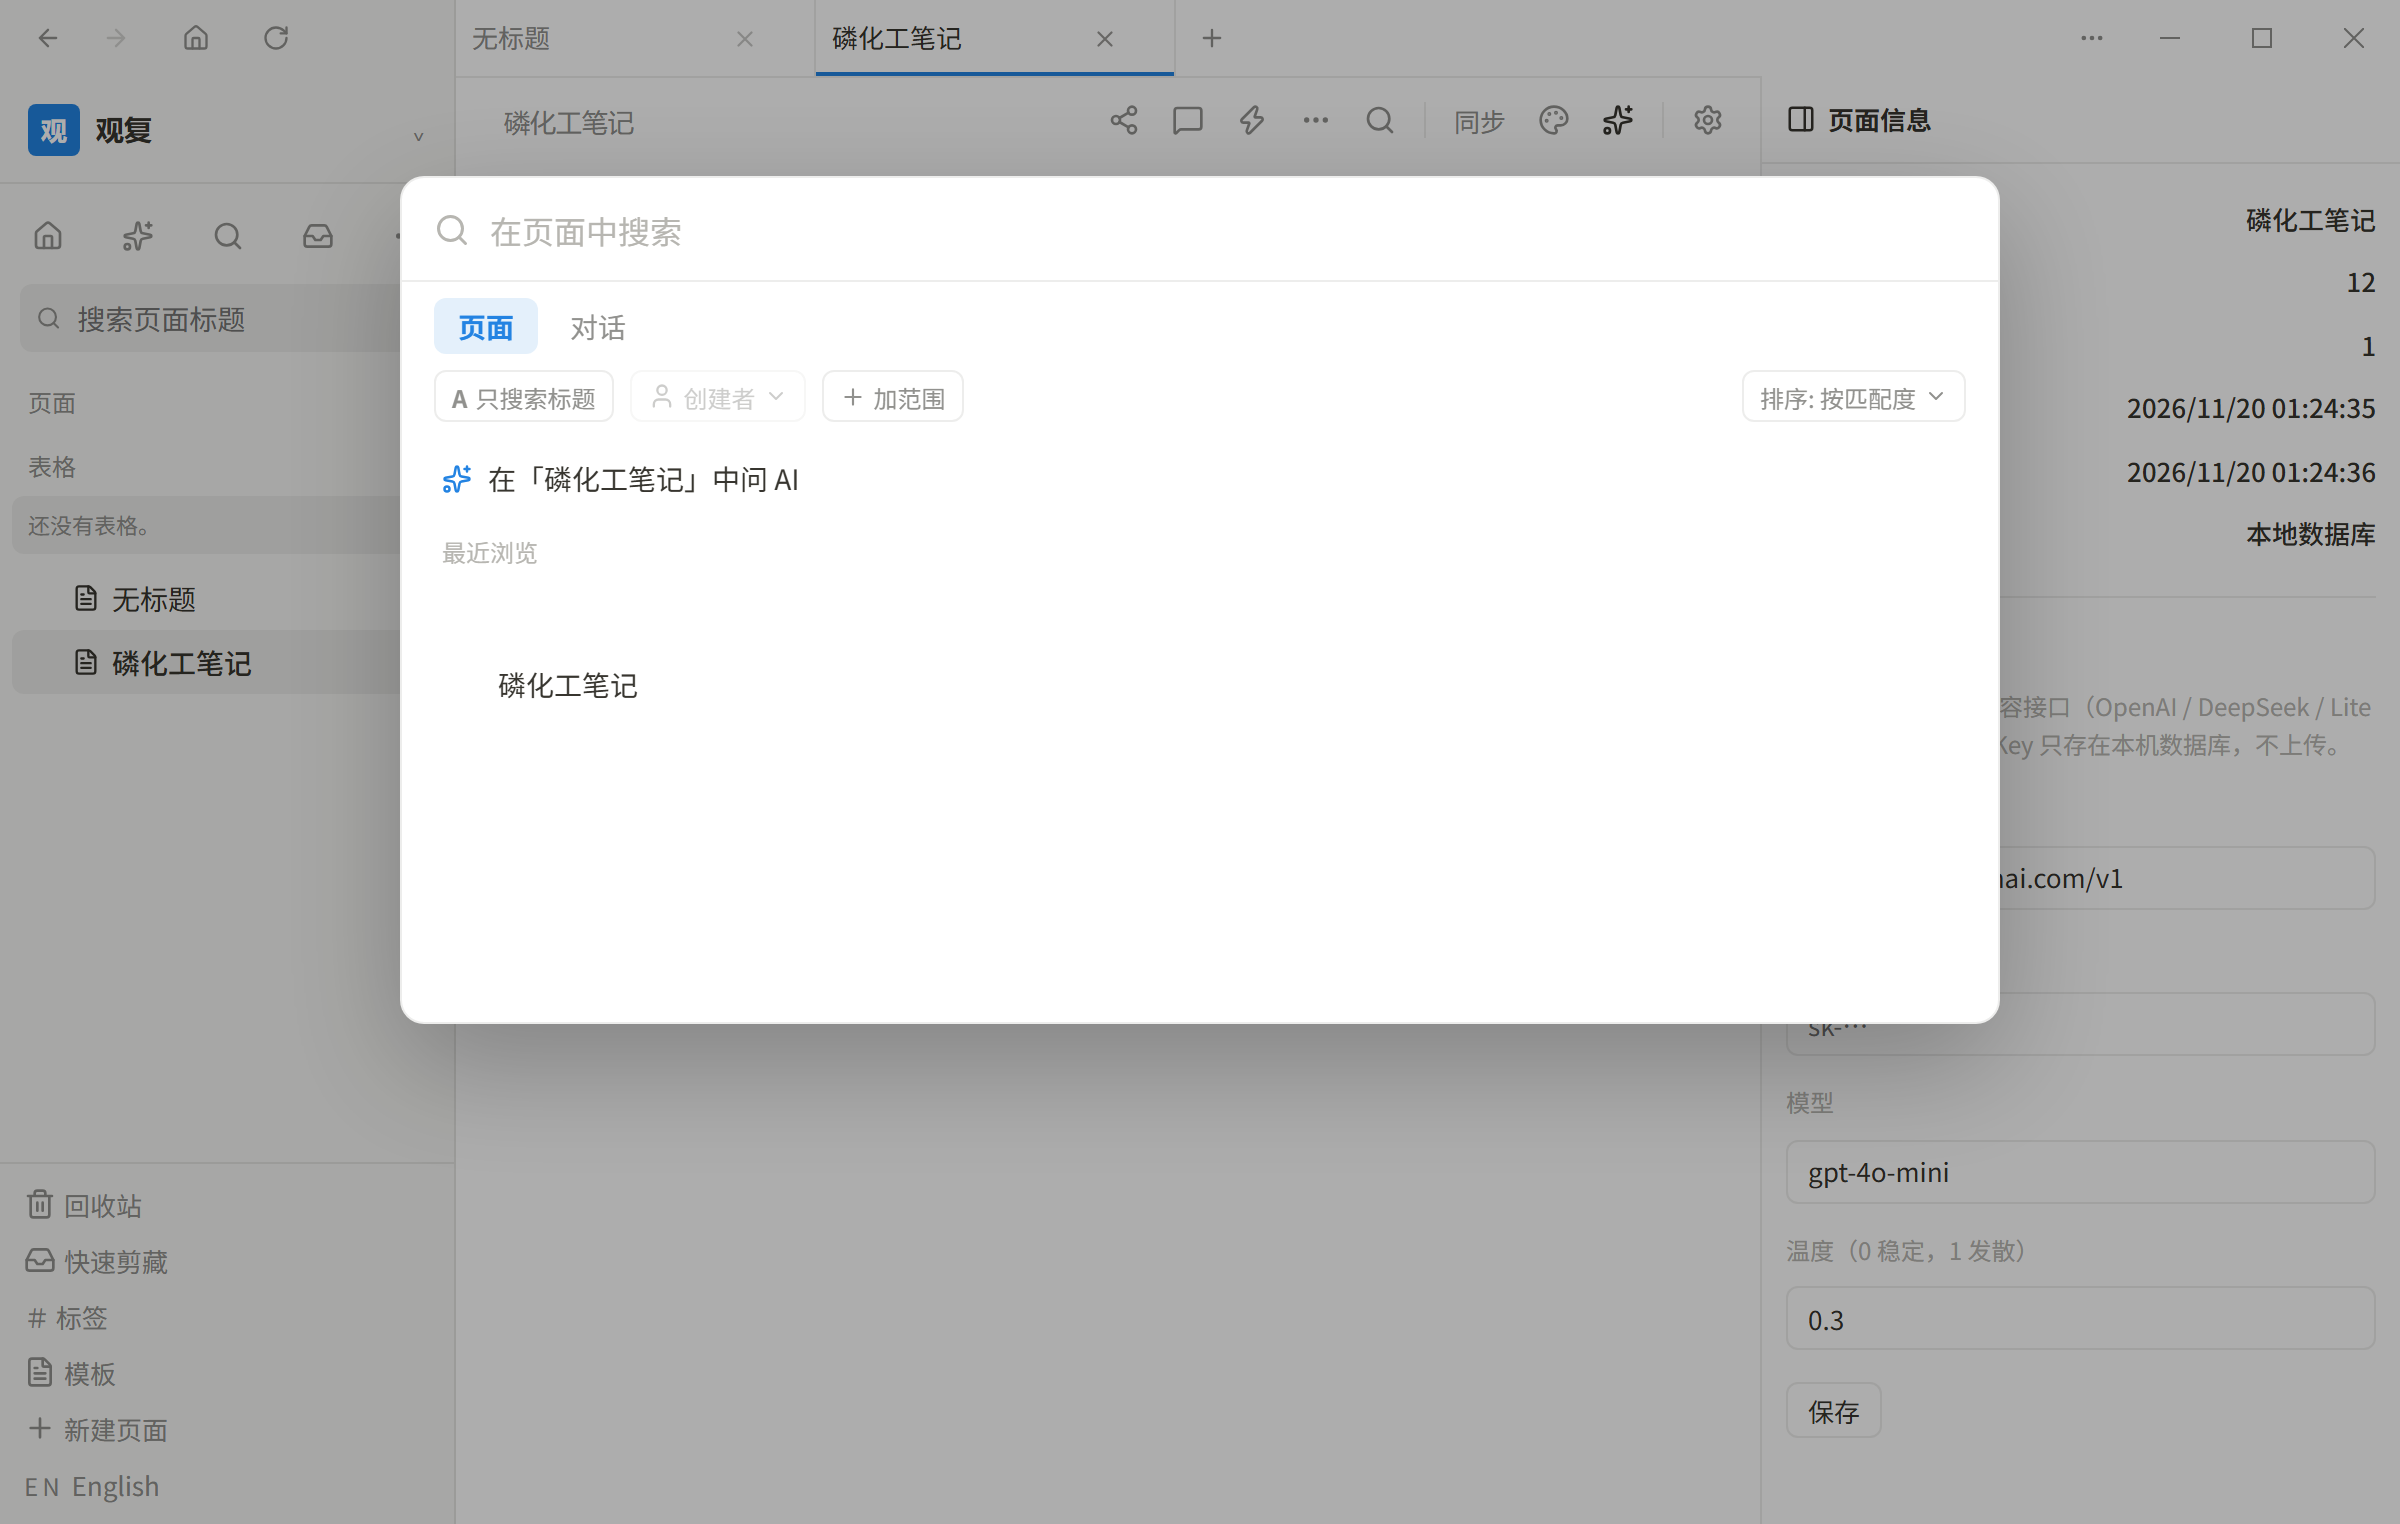 无标题
磷化工笔记
观 观复
磷化工笔记
同步
页面信息
在页面中搜索
页面
对话
A 只搜索标题
创建者
加范围
排序: 按匹配度
在「磷化工笔记」中问 AI
最近浏览
磷化工笔记
搜索页面标题
页面
表格
还没有表格。
无标题
磷化工笔记
回收站
快速剪藏
# 标签
模板
新建页面
EN English
磷化工笔记
12
1
2026/11/20 01:24:35
2026/11/20 01:24:36
本地数据库
容接口（OpenAI / DeepSeek / Lite
Key 只存在本机数据库，不上传。
ai.com/v1
sk-···
模型
gpt-4o-mini
温度（0 稳定，1 发散）
0.3
保存